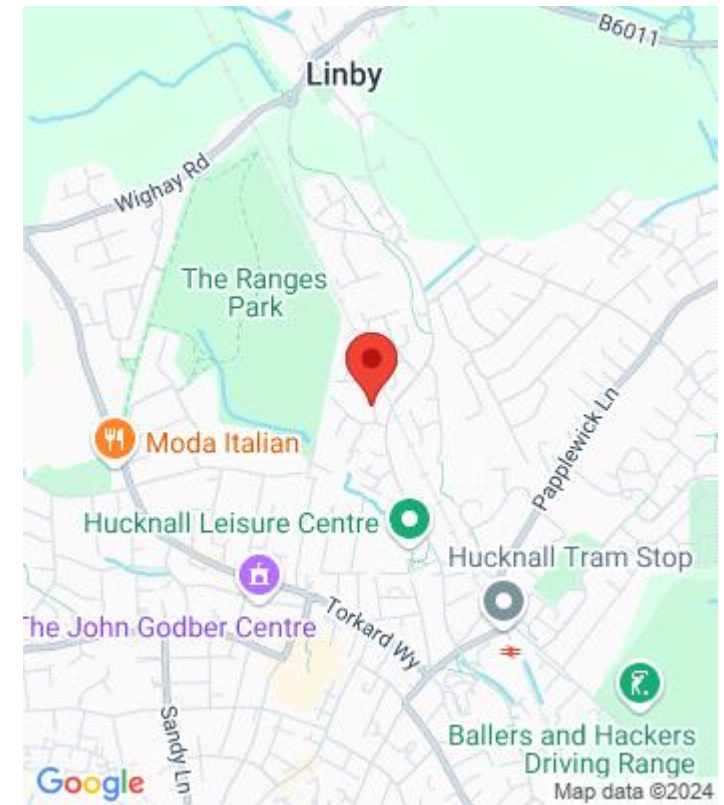 B6011
Linby
Wighay Rd
The Ranges
Park
Papplewick Ln
Moda Italian
Hucknall Leisure Centre
Hucknall Tram Stop
The John Godber Centre
Torkard Wy
Sandy Ln
Ballers and Hackers
Driving Range
Google
Map data ©2024